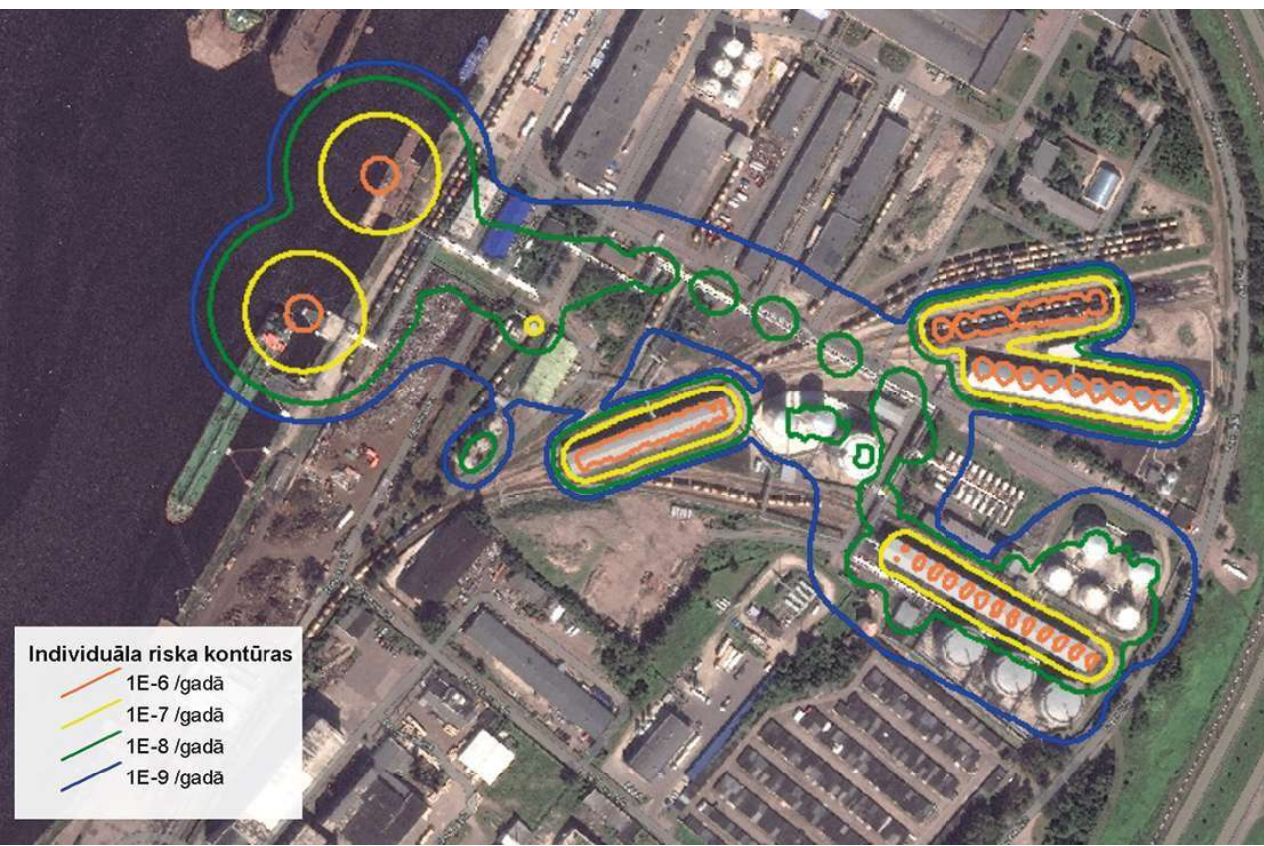 Individuāla riska kontūras
1E-6 /gadā
1E-7 /gadā
1E-8 /gadā
1E-9 /gadā